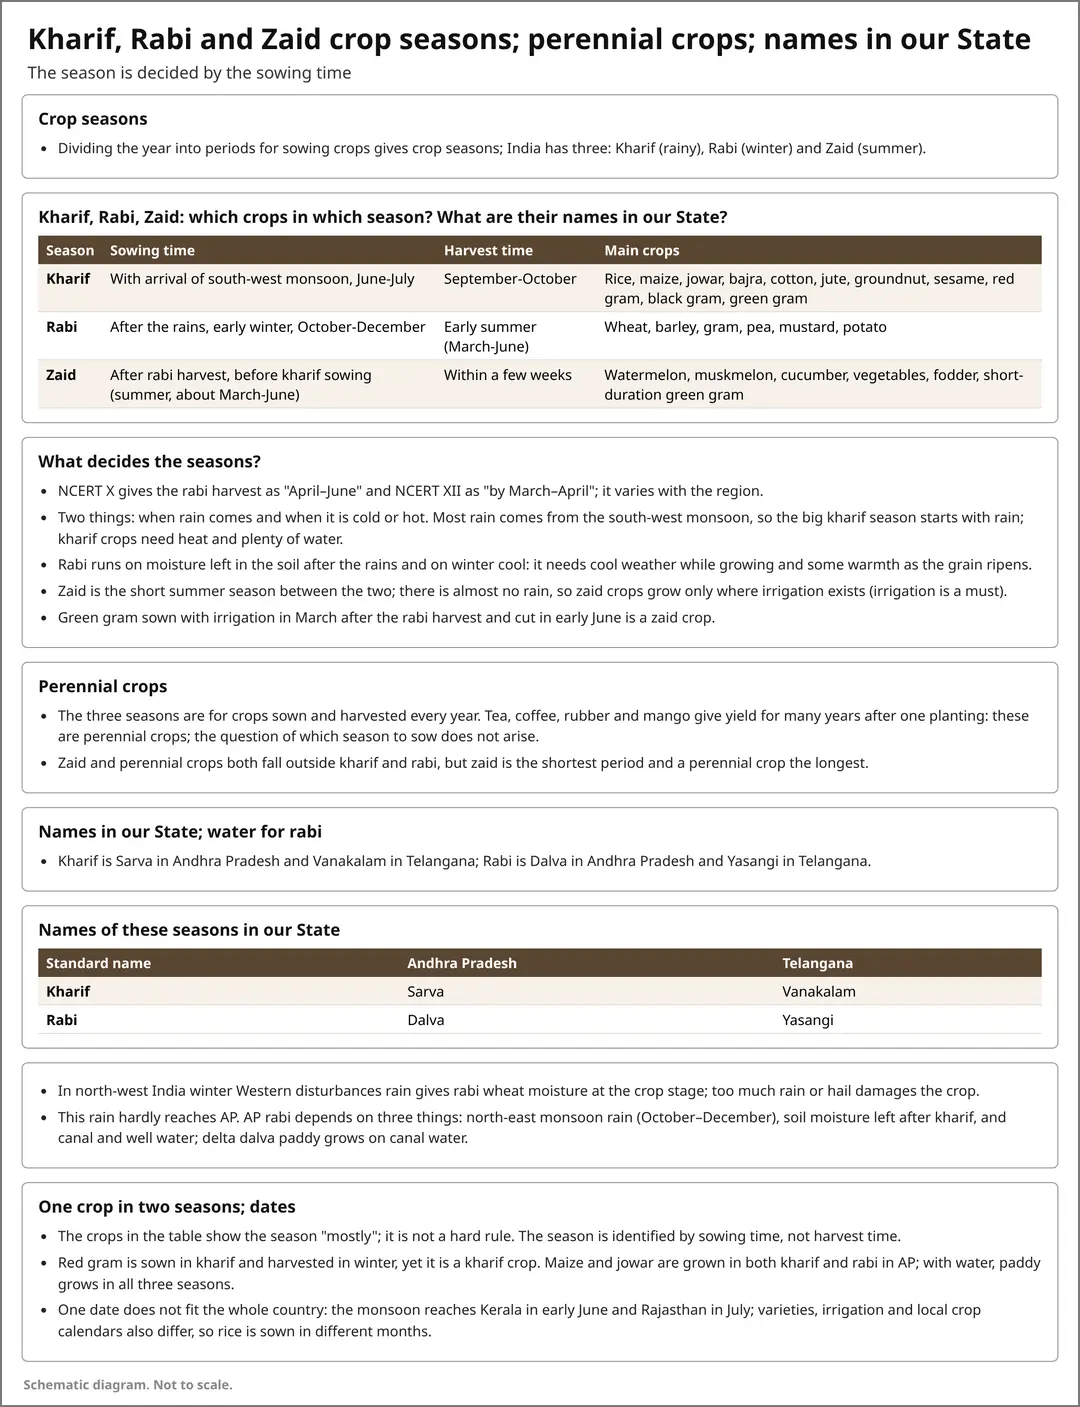 Kharif, Rabi and Zaid crop seasons; perennial crops; names in our State
The season is decided by the sowing time
Crop seasons
• Dividing the year into periods for sowing crops gives crop seasons; India has three: Kharif (rainy), Rabi (winter) and Zaid (summer).
Kharif, Rabi, Zaid: which crops in which season? What are their names in our State?
Season Sowing time Harvest time Main crops
Kharif With arrival of south-west monsoon, June-July September-October Rice, maize, jowar, bajra, cotton, jute, groundnut, sesame, red
gram, black gram, green gram
Rabi After the rains, early winter, October-December Early summer Wheat, barley, gram, pea, mustard, potato
(March-June)
Zaid After rabi harvest, before kharif sowing Within a few weeks Watermelon, muskmelon, cucumber, vegetables, fodder, short-
(summer, about March-June) duration green gram
What decides the seasons?
• NCERT X gives the rabi harvest as "April–June" and NCERT XII as "by March–April"; it varies with the region.
• Two things: when rain comes and when it is cold or hot. Most rain comes from the south-west monsoon, so the big kharif season starts with rain;
kharif crops need heat and plenty of water.
• Rabi runs on moisture left in the soil after the rains and on winter cool: it needs cool weather while growing and some warmth as the grain ripens.
• Zaid is the short summer season between the two; there is almost no rain, so zaid crops grow only where irrigation exists (irrigation is a must).
• Green gram sown with irrigation in March after the rabi harvest and cut in early June is a zaid crop.
Perennial crops
• The three seasons are for crops sown and harvested every year. Tea, coffee, rubber and mango give yield for many years after one planting: these
are perennial crops; the question of which season to sow does not arise.
• Zaid and perennial crops both fall outside kharif and rabi, but zaid is the shortest period and a perennial crop the longest.
Names in our State; water for rabi
• Kharif is Sarva in Andhra Pradesh and Vanakalam in Telangana; Rabi is Dalva in Andhra Pradesh and Yasangi in Telangana.
Names of these seasons in our State
Standard name Andhra Pradesh Telangana
Kharif Sarva Vanakalam
Rabi Dalva Yasangi
• In north-west India winter Western disturbances rain gives rabi wheat moisture at the crop stage; too much rain or hail damages the crop.
• This rain hardly reaches AP. AP rabi depends on three things: north-east monsoon rain (October–December), soil moisture left after kharif, and
canal and well water; delta dalva paddy grows on canal water.
One crop in two seasons; dates
• The crops in the table show the season "mostly"; it is not a hard rule. The season is identified by sowing time, not harvest time.
• Red gram is sown in kharif and harvested in winter, yet it is a kharif crop. Maize and jowar are grown in both kharif and rabi in AP; with water, paddy
grows in all three seasons.
• One date does not fit the whole country: the monsoon reaches Kerala in early June and Rajasthan in July; varieties, irrigation and local crop
calendars also differ, so rice is sown in different months.
Schematic diagram. Not to scale.